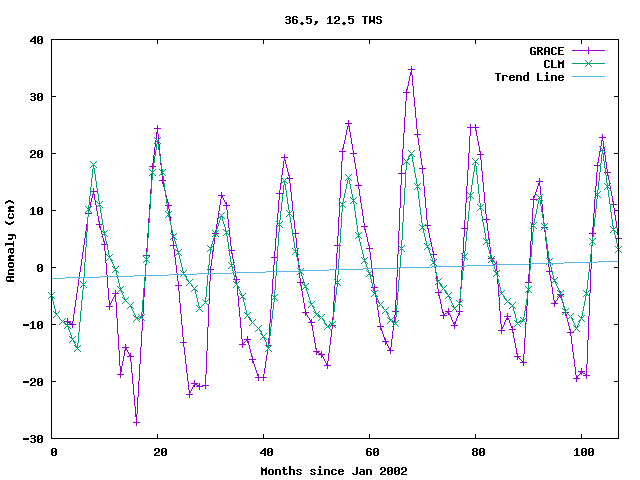 36.5, 12.5 TWS
GRACE
CLM
Trend Line
Anomaly (cm)
40
30
20
10
0
-10
-20
-30
0 20 40 60 80 100
Months since Jan 2002